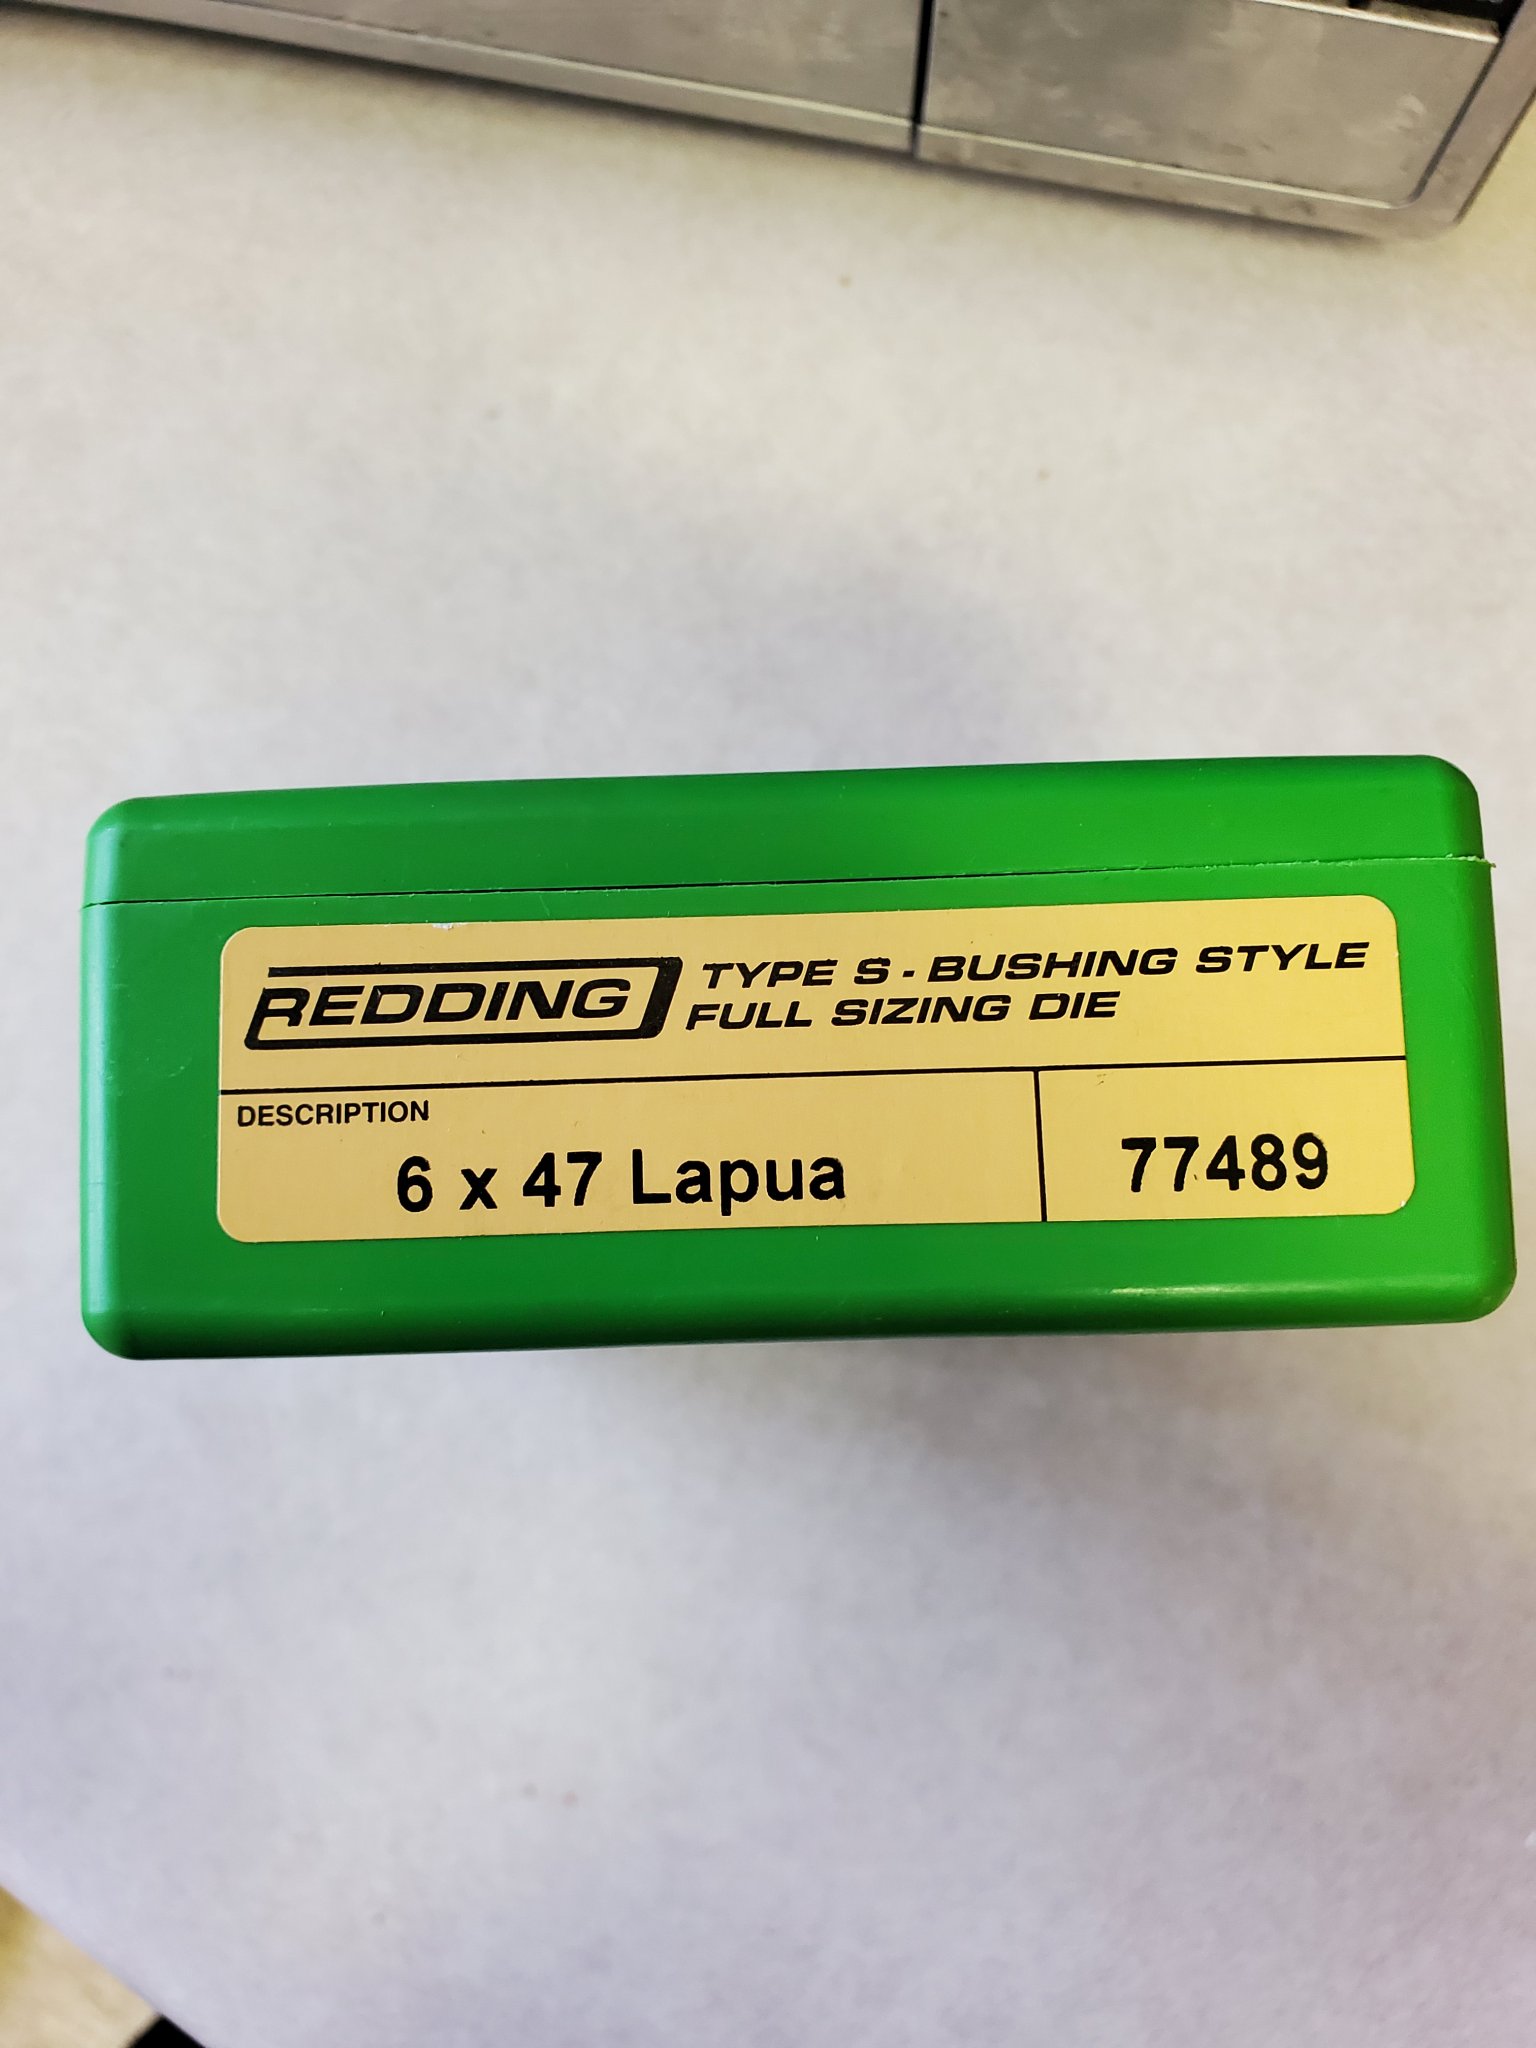 REDDING
TYPE S - BUSHING STYLE
FULL SIZING DIE
DESCRIPTION
6 x 47 Lapua
77489